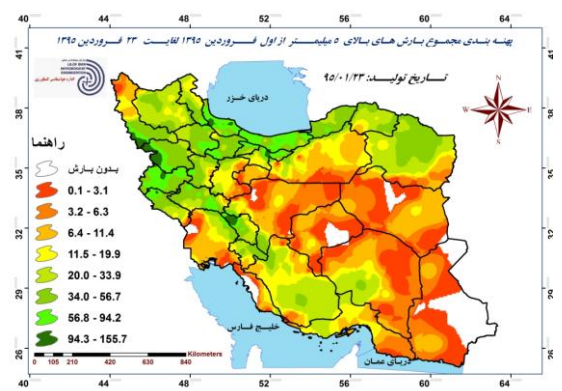 پهنه بندی مجموع بارش های بالای ۵ میلیمتر از اول فروردین ۱۳۹۵ لغایت ۲۳ فروردین ۱۳۹۵
40 44 48 52 56 60 64
تاریخ تولید: ۹۵/۰۱/۲۳
دریای خزر
N
W E
S
راهنما
بدون بارش
0.1 - 3.1
3.2 - 6.3
6.4 - 11.4
11.5 - 19.9
20.0 - 33.9
34.0 - 56.7
56.8 - 94.2
94.3 - 155.7
خلیج فارس
دریای عمان
Kilometers
0 105 210 420 630 840
41 38 35 32 29 26
41 38 35 32 29 26
40 44 48 52 56 60 64